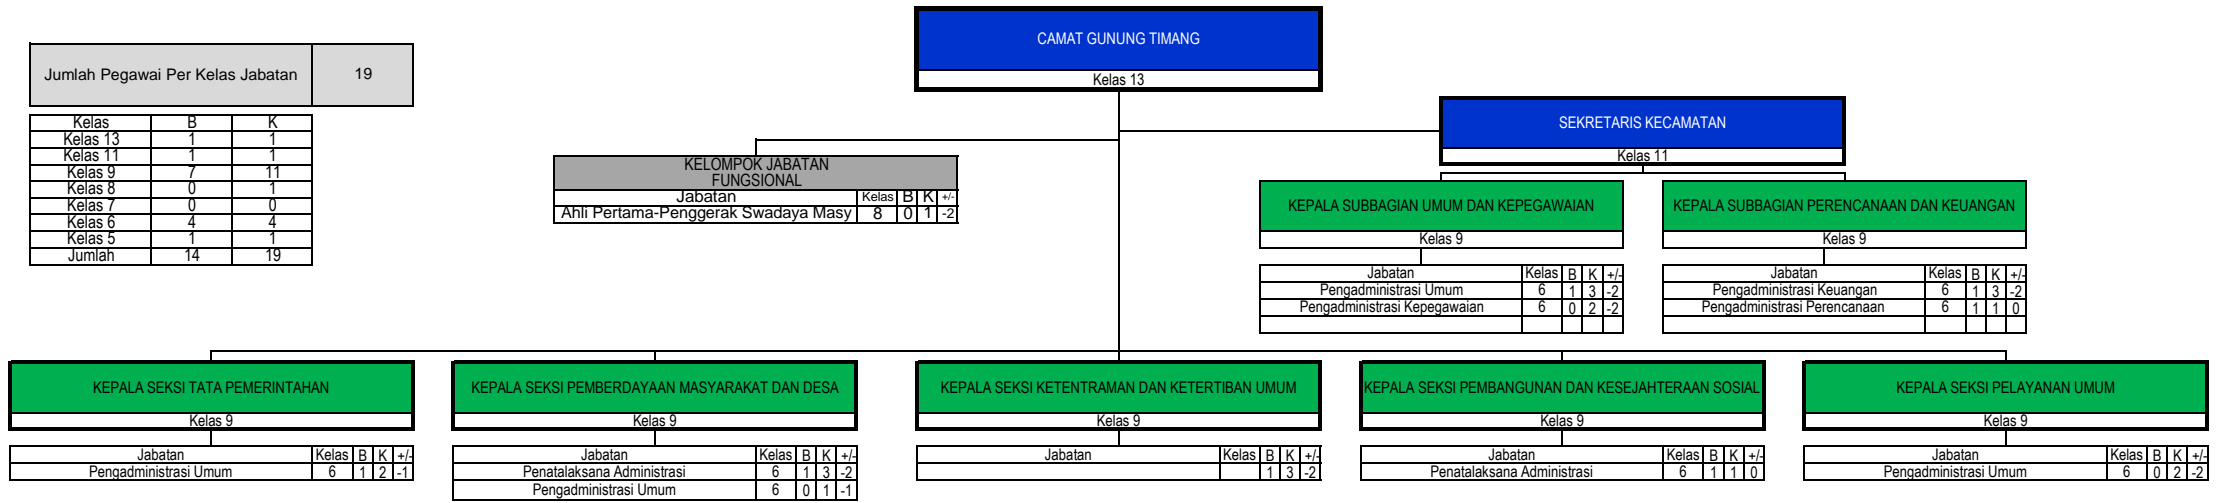 CAMAT GUNUNG TIMANG
Kelas 13
Jumlah Pegawai Per Kelas Jabatan 19
Kelas B K
Kelas 13 1 1
Kelas 11 1 1
Kelas 9 7 11
Kelas 8 0 1
Kelas 7 0 0
Kelas 6 4 4
Kelas 5 1 1
Jumlah 14 19
SEKRETARIS KECAMATAN
Kelas 11
KELOMPOK JABATAN
FUNGSIONAL
Jabatan Kelas B K +/-
Ahli Pertama-Penggerak Swadaya Masy 8 0 1 -2
KEPALA SUBBAGIAN UMUM DAN KEPEGAWAIAN
Kelas 9
Jabatan Kelas B K +/-
Pengadministrasi Umum 6 1 3 -2
Pengadministrasi Kepegawaian 6 0 2 -2
KEPALA SUBBAGIAN PERENCANAAN DAN KEUANGAN
Kelas 9
Jabatan Kelas B K +/-
Pengadministrasi Keuangan 6 1 3 -2
Pengadministrasi Perencanaan 6 1 1 0
KEPALA SEKSI TATA PEMERINTAHAN
Kelas 9
Jabatan Kelas B K +/-
Pengadministrasi Umum 6 1 2 -1
KEPALA SEKSI PEMBERDAYAAN MASYARAKAT DAN DESA
Kelas 9
Jabatan Kelas B K +/-
Penatalaksana Administrasi 6 1 3 -2
Pengadministrasi Umum 6 0 1 -1
KEPALA SEKSI KETENTRAMAN DAN KETERTIBAN UMUM
Kelas 9
Jabatan Kelas B K +/-
1 3 -2
KEPALA SEKSI PEMBANGUNAN DAN KESEJAHTERAAN SOSIAL
Kelas 9
Jabatan Kelas B K +/-
Penatalaksana Administrasi 6 1 1 0
KEPALA SEKSI PELAYANAN UMUM
Kelas 9
Jabatan Kelas B K +/-
Pengadministrasi Umum 6 0 2 -2